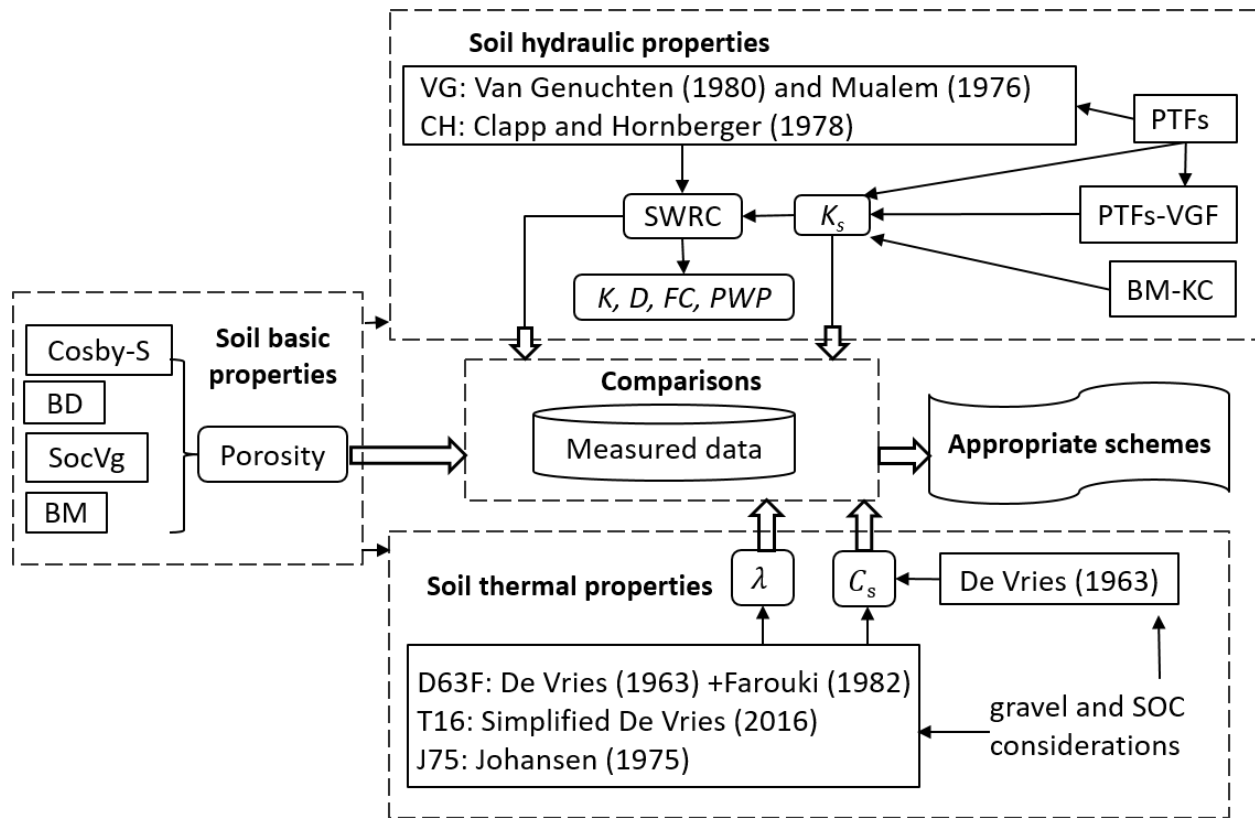 Soil hydraulic properties
VG: Van Genuchten (1980) and Mualem (1976)
CH: Clapp and Hornberger (1978)
PTFs
SWRC
K_s
PTFs-VGF
K, D, FC, PWP
BM-KC
Soil basic
properties
Cosby-S
BD
SocVg
BM
Porosity
Comparisons
Measured data
Appropriate schemes
Soil thermal properties
λ
C_s
De Vries (1963)
D63F: De Vries (1963) +Farouki (1982)
T16: Simplified De Vries (2016)
J75: Johansen (1975)
gravel and SOC
considerations